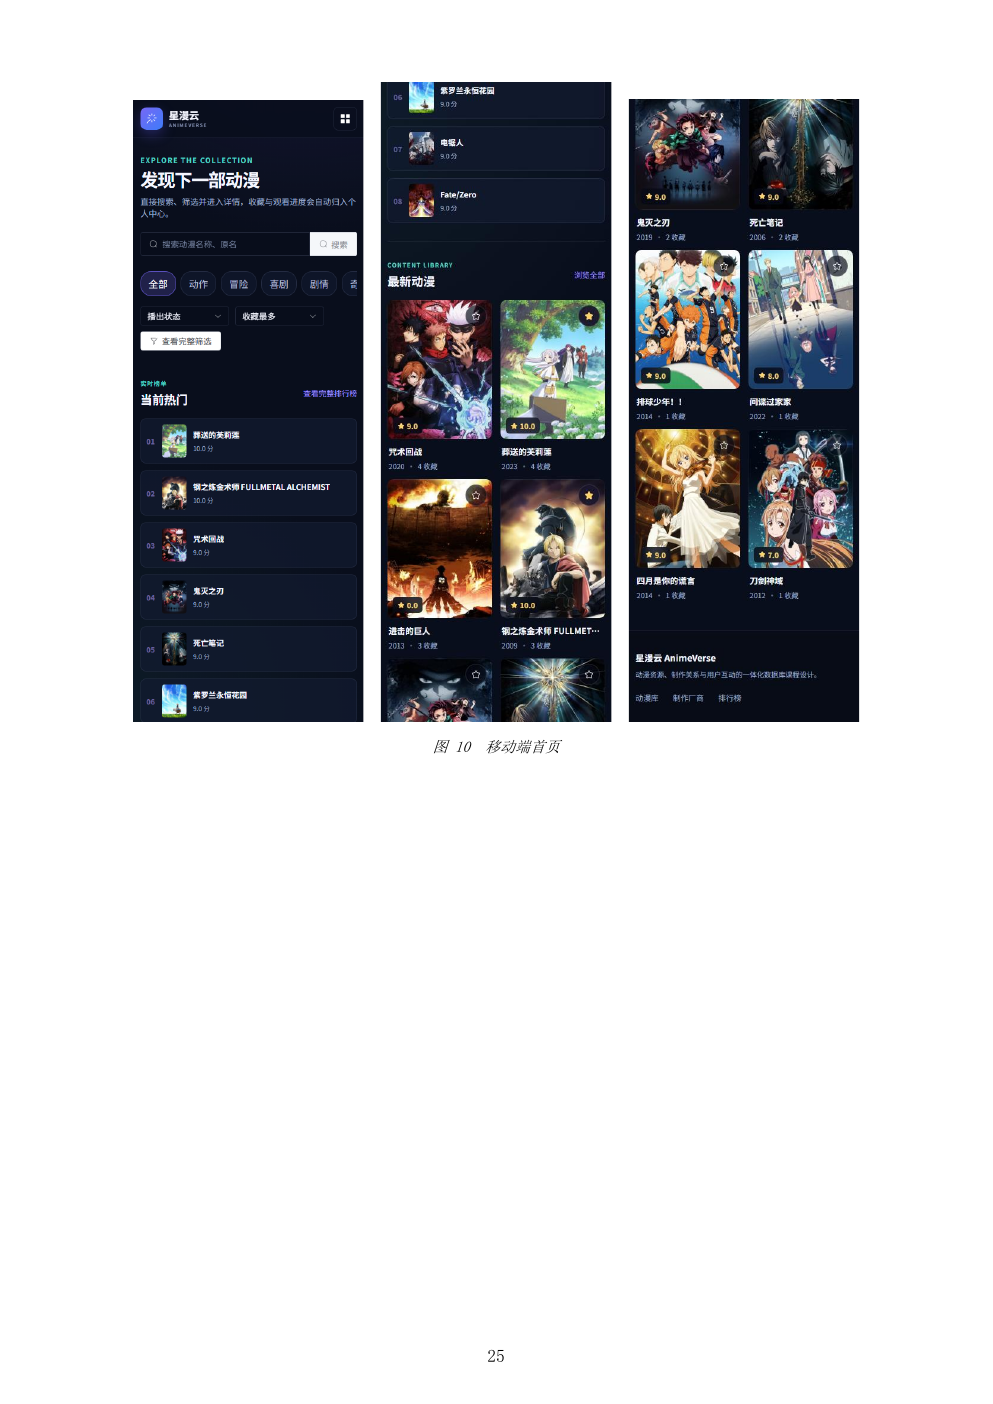 星漫云
ANIMEVERSE
EXPLORE THE COLLECTION
发现下一部动漫
直接搜索、筛选并进入详情，收藏与观看进度会自动归入个
人中心。
搜索动漫名称、原名
搜索
全部 动作 冒险 喜剧 剧情
播出状态 收藏最多
查看完整筛选
实时榜单
当前热门
查看完整排行榜
01 葬送的芙莉莲
10.0 分
02 钢之炼金术师 FULLMETAL ALCHEMIST
10.0 分
03 咒术回战
9.0 分
04 鬼灭之刃
9.0 分
05 死亡笔记
9.0 分
06 紫罗兰永恒花园
9.0 分
06 紫罗兰永恒花园
9.0 分
07 电锯人
9.0 分
08 Fate/Zero
9.0 分
CONTENT LIBRARY
最新动漫
浏览全部
9.0 10.0
咒术回战 葬送的芙莉莲
2020 · 4 收藏 2023 · 4 收藏
0.0 10.0
进击的巨人 钢之炼金术师 FULLMET···
2013 · 3 收藏 2009 · 3 收藏
9.0 9.0
鬼灭之刃 死亡笔记
2019 · 2 收藏 2006 · 2 收藏
9.0 8.0
排球少年！！ 间谍过家家
2014 · 1 收藏 2022 · 1 收藏
9.0 7.0
四月是你的谎言 刀剑神域
2014 · 1 收藏 2012 · 1 收藏
星漫云 AnimeVerse
动漫资源、制作关系与用户互动的一体化数据库课程设计。
动漫库 制作厂商 排行榜
图 10 移动端首页
25